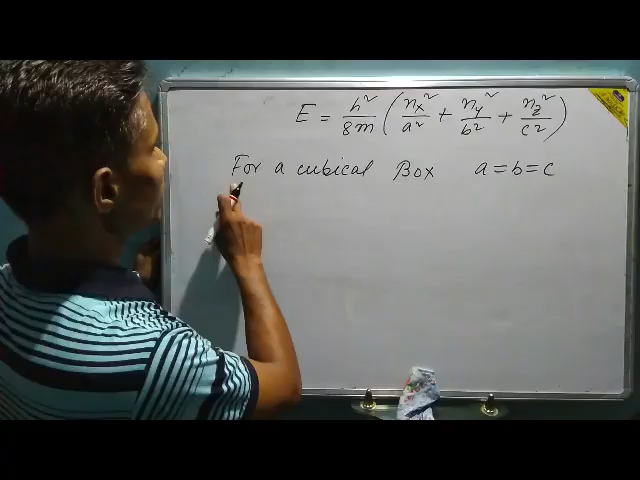 E = h²/8m (nx²/a² + ny²/b² + nz²/c²)
For a cubical Box a = b = c